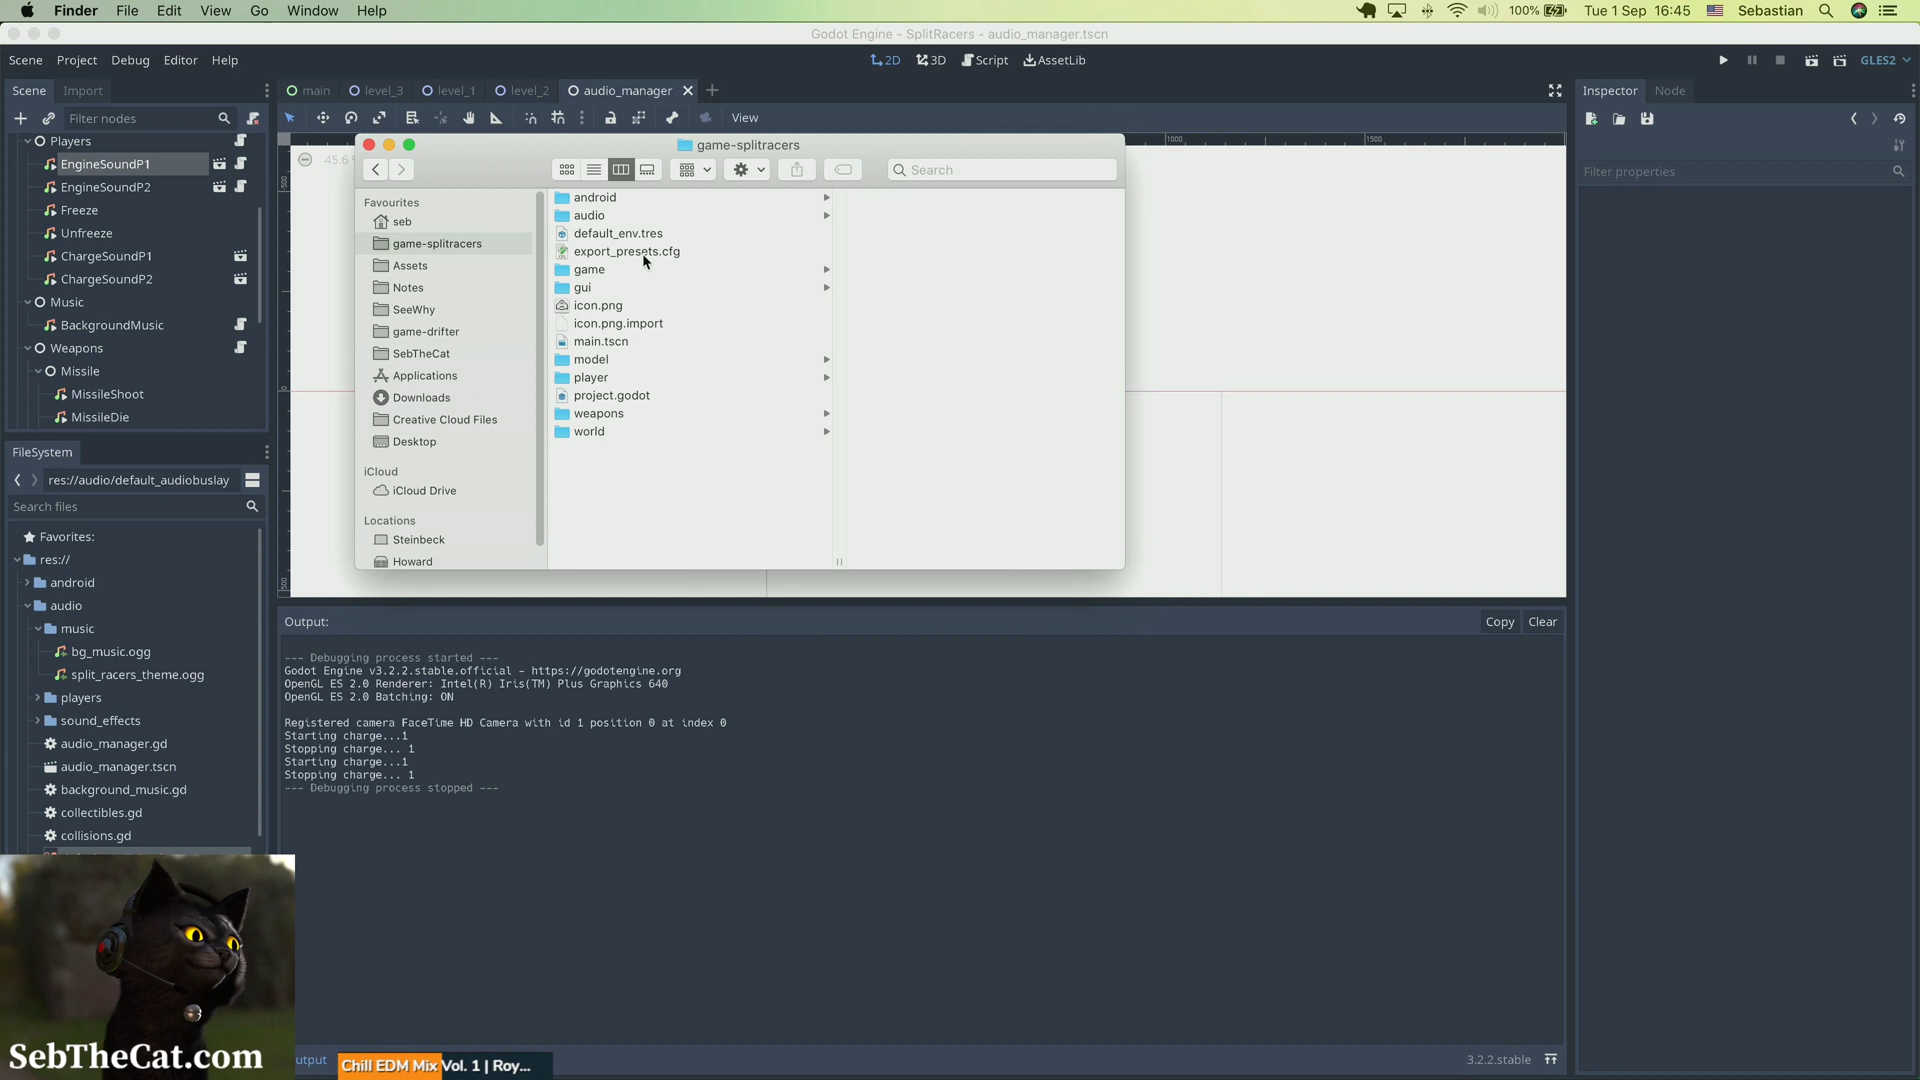 Finder File Edit View Go Window Help
100% Tue 1 Sep 16:45 Sebastian
Godot Engine - SplitRacers - audio_manager.tscn
Scene Project Debug Editor Help
2D 3D Script AssetLib
GLES2
Scene Import
main level_3 level_1 level_2 audio_manager
Inspector Node
Filter nodes
View
Filter properties
Players
EngineSoundP1
EngineSoundP2
Freeze
Unfreeze
ChargeSoundP1
ChargeSoundP2
Music
BackgroundMusic
Weapons
Missile
MissileShoot
MissileDie
45.6
1000
1500
500
game-splitracers
Search
Favourites
seb
game-splitracers
Assets
Notes
SeeWhy
game-drifter
SebTheCat
Applications
Downloads
Creative Cloud Files
Desktop
iCloud
iCloud Drive
Locations
Steinbeck
Howard
android
audio
default_env.tres
export_presets.cfg
game
gui
icon.png
icon.png.import
main.tscn
model
player
project.godot
weapons
world
FileSystem
res://audio/default_audiobuslay
Search files
Favorites:
res://
android
audio
music
bg_music.ogg
split_racers_theme.ogg
players
sound_effects
audio_manager.gd
audio_manager.tscn
background_music.gd
collectibles.gd
collisions.gd
Output:
Copy Clear
--- Debugging process started ---
Godot Engine v3.2.2.stable.official - https://godotengine.org
OpenGL ES 2.0 Renderer: Intel(R) Iris(TM) Plus Graphics 640
OpenGL ES 2.0 Batching: ON
Registered camera FaceTime HD Camera with id 1 position 0 at index 0
Starting charge...1
Stopping charge... 1
Starting charge...1
Stopping charge... 1
--- Debugging process stopped ---
SebTheCat.com
utput
Chill EDM Mix Vol. 1 | Roy...
3.2.2.stable